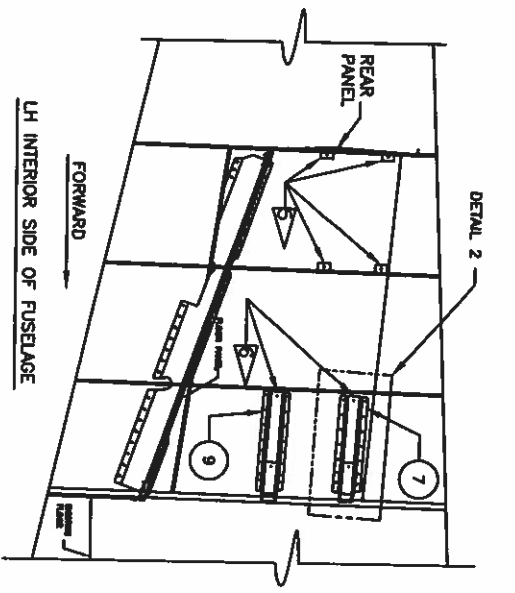 DETAIL 2
REAR
PANEL
5
6
7
9
FORWARD
LH INTERIOR SIDE OF FUSELAGE